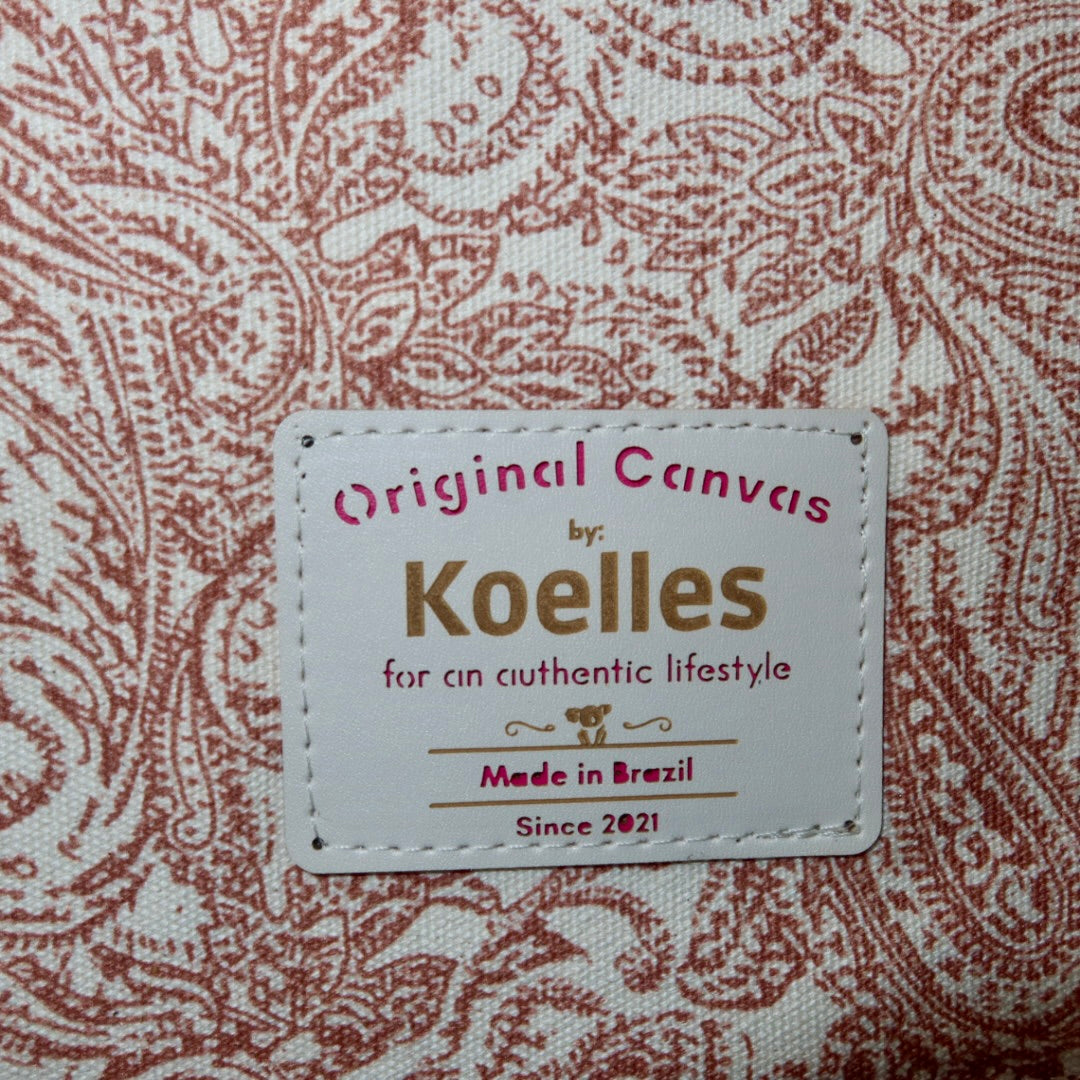 Original Canvas
by:
Koelles
for an authentic lifestyle
Made in Brazil
Since 2021